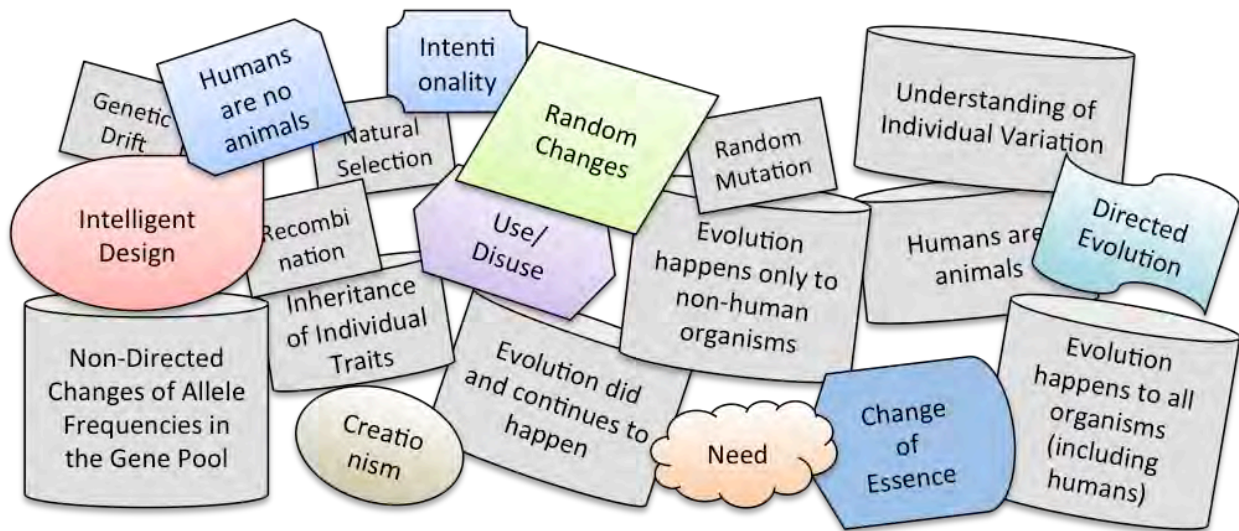 Genetic
Drift
Humans
are no
animals
Natural
Selection
Intenti
onality
Random
Changes
Random
Mutation
Understanding of
Individual Variation
Intelligent
Design
Recombi
nation
Use/
Disuse
Evolution
happens only to
non-human
organisms
Humans are
animals
Directed
Evolution
Non-Directed
Changes of Allele
Frequencies in
the Gene Pool
Inheritance
of Individual
Traits
Creatio
nism
Evolution did
and continues to
happen
Need
Change
of
Essence
Evolution
happens to all
organisms
(including
humans)